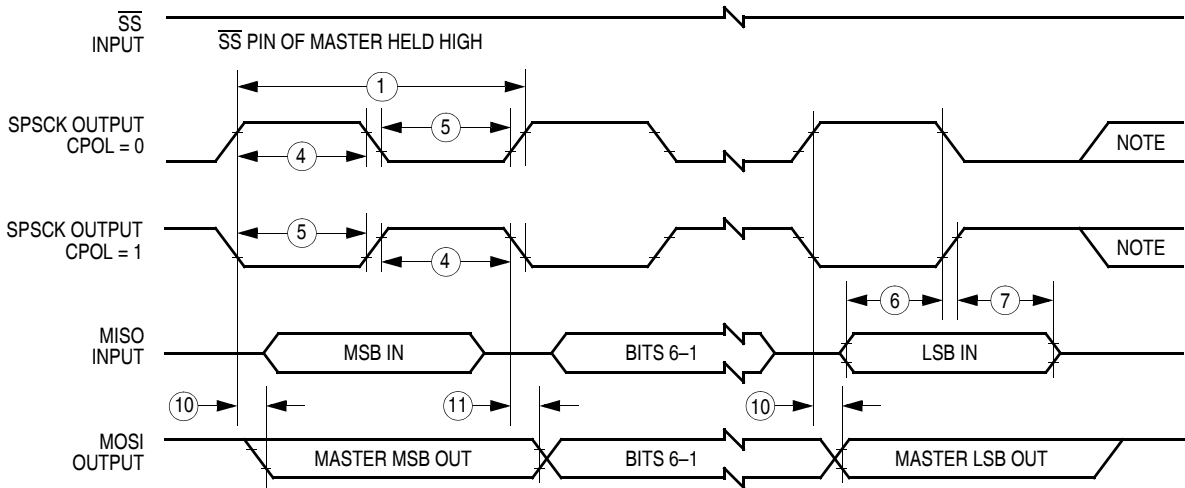 SS
INPUT
SS PIN OF MASTER HELD HIGH
1
SPSCK OUTPUT
CPOL = 0
5
4
NOTE
SPSCK OUTPUT
CPOL = 1
5
4
NOTE
6
7
MISO
INPUT
MSB IN
BITS 6–1
LSB IN
10
11
10
MOSI
OUTPUT
MASTER MSB OUT
BITS 6–1
MASTER LSB OUT